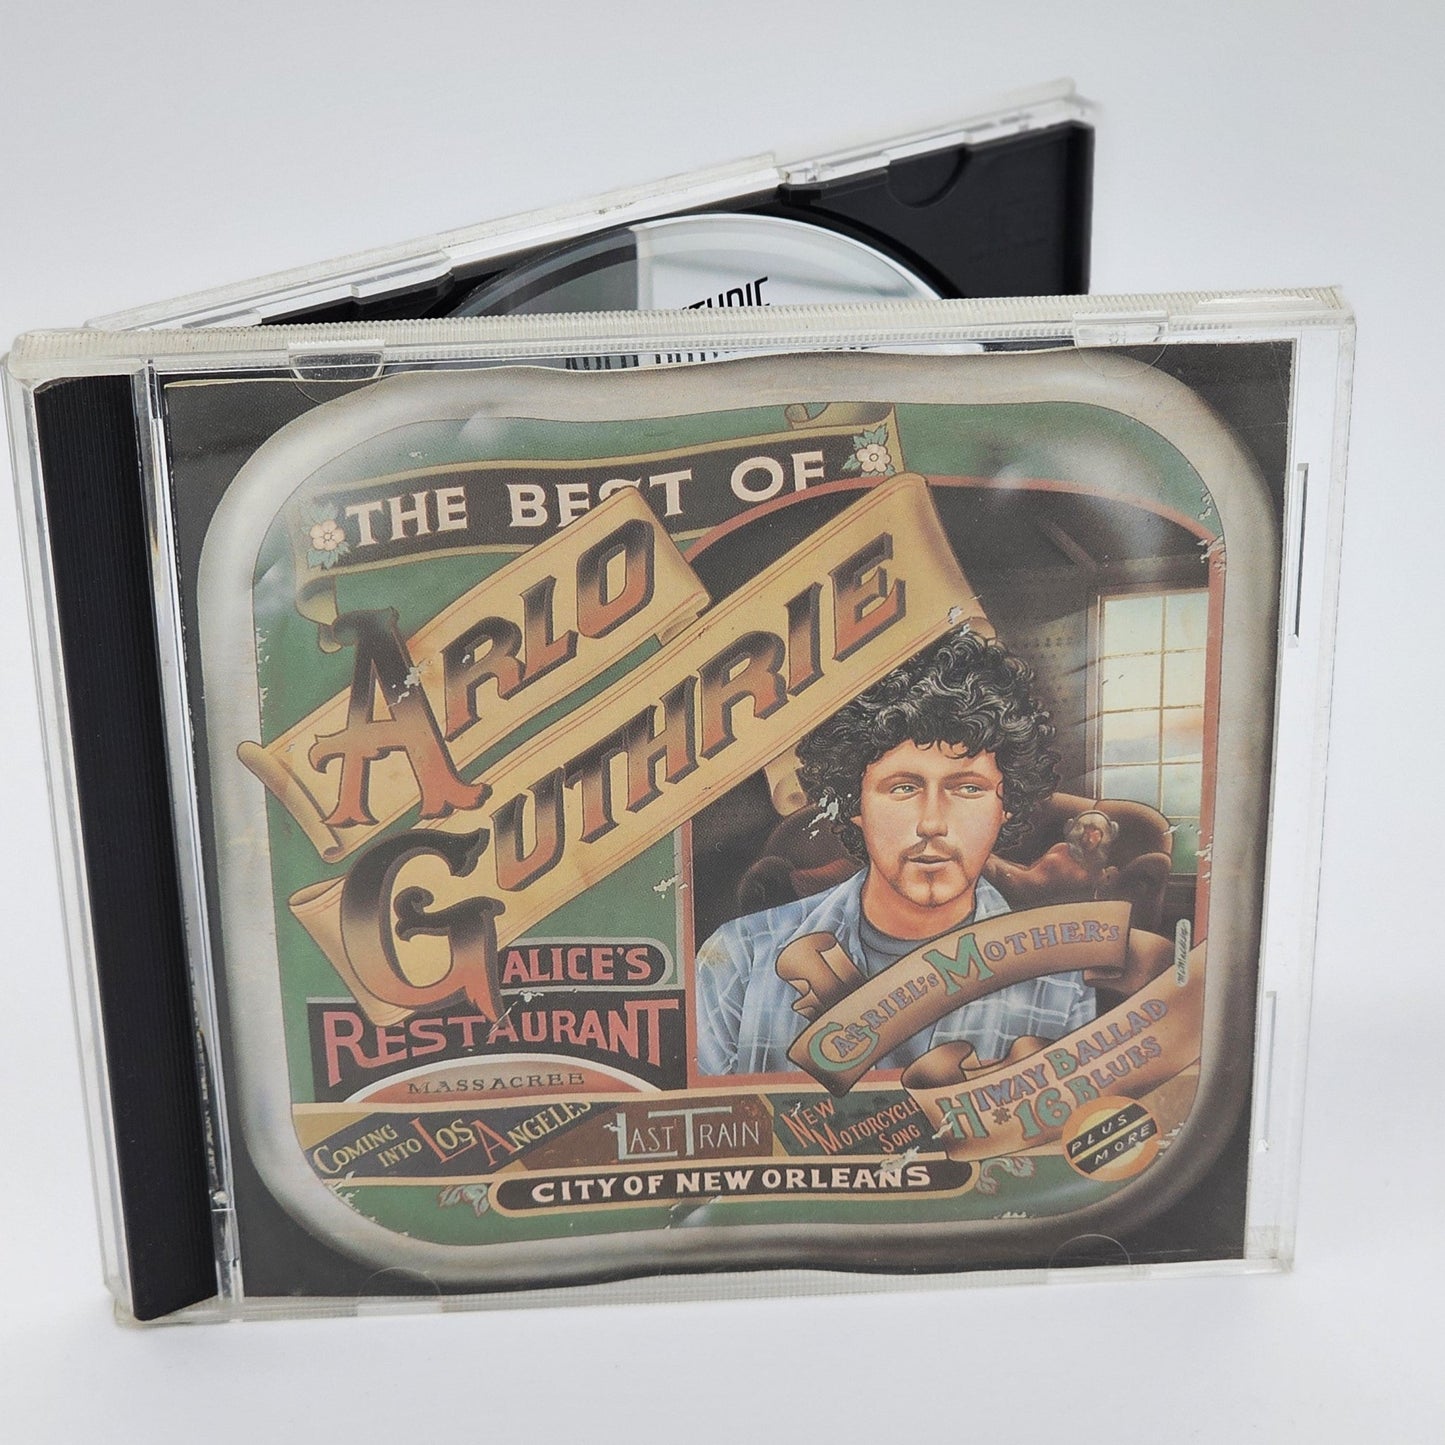 THE BEST OF
ARLO
GUTHRIE
ALICE'S
RESTAURANT
MASSACREE
GABRIEL'S MOTHER'S
HIWAY BALLAD
*16 BLUES
COMING
INTO LOS ANGELES
LAST TRAIN
NEW
MOTORCYCLE
SONG
PLUS
MORE
CITY OF NEW ORLEANS